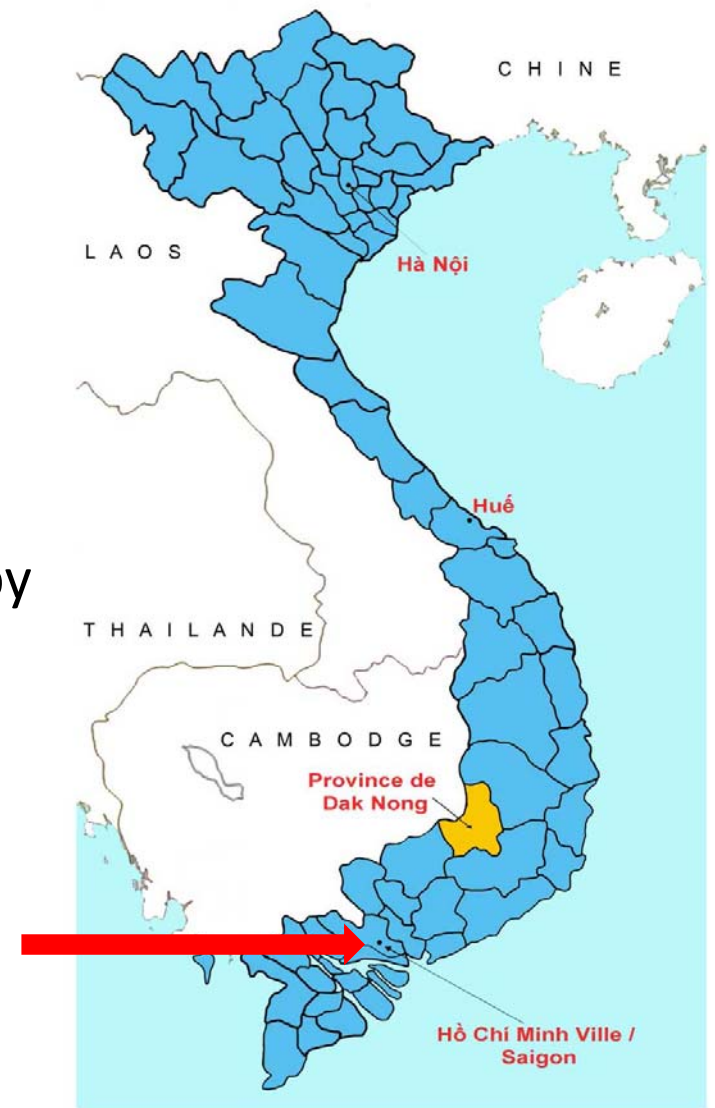 CHINE
LAOS
Hà Nội
Huế
THAILANDE
CAMBODGE
Province de
Dak Nong
Hồ Chí Minh Ville /
Saigon